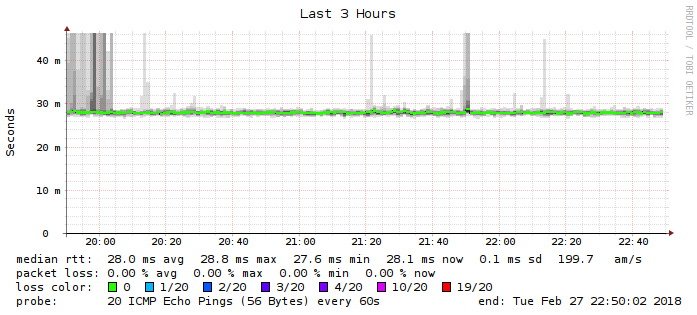 Last 3 Hours
RRDTOOL / TOBI OETIKER
Seconds
40 m
30 m
20 m
10 m
0
20:00 20:20 20:40 21:00 21:20 21:40 22:00 22:20 22:40
median rtt: 28.0 ms avg 28.8 ms max 27.6 ms min 28.1 ms now 0.1 ms sd 199.7 am/s
packet loss: 0.00 % avg 0.00 % max 0.00 % min 0.00 % now
loss color: 0 1/20 2/20 3/20 4/20 10/20 19/20
probe: 20 ICMP Echo Pings (56 Bytes) every 60s end: Tue Feb 27 22:50:02 2018